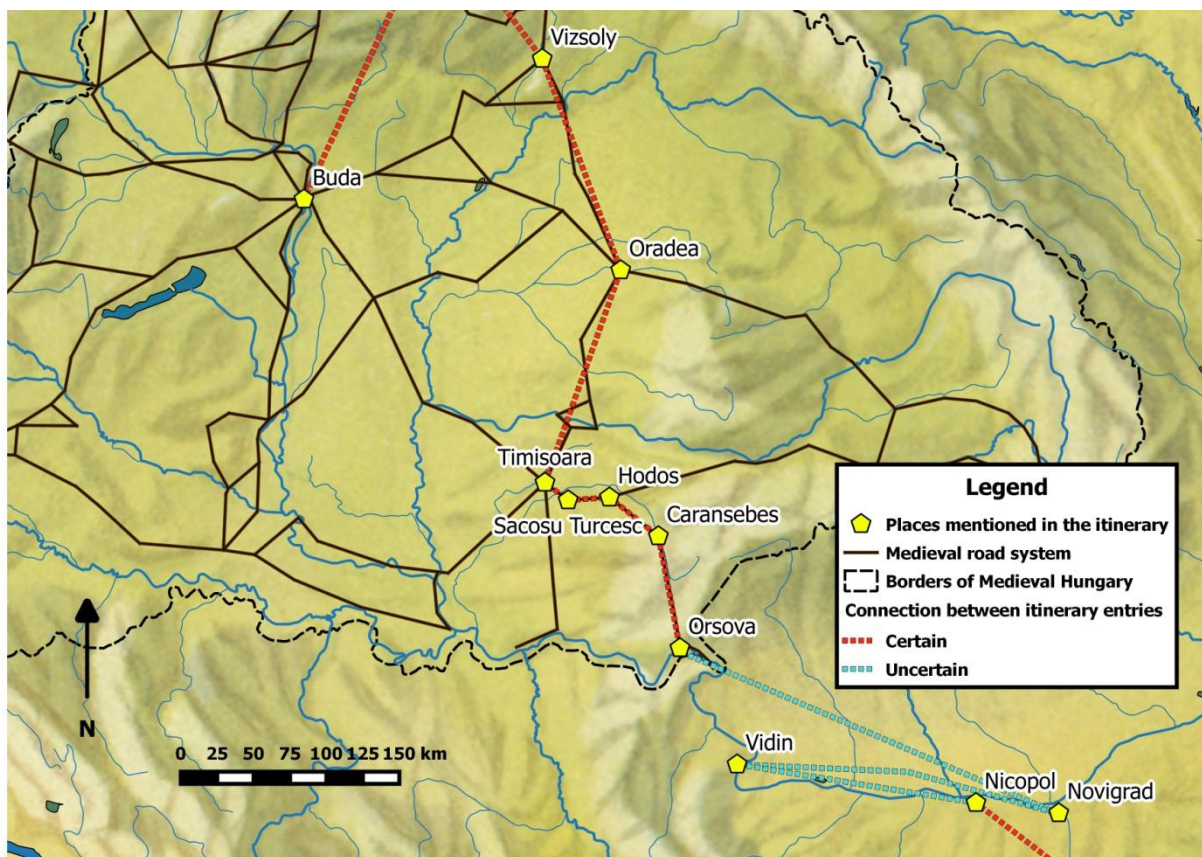 Vizsoly
Buda
Oradea
Timisoara
Hodos
Sacosu Turcesc
Caransebes
Orsova
Vidin
Nicopol
Novigrad
N
0 25 50 75 100 125 150 km
Legend
Places mentioned in the itinerary
Medieval road system
Borders of Medieval Hungary
Connection between itinerary entries
Certain
Uncertain